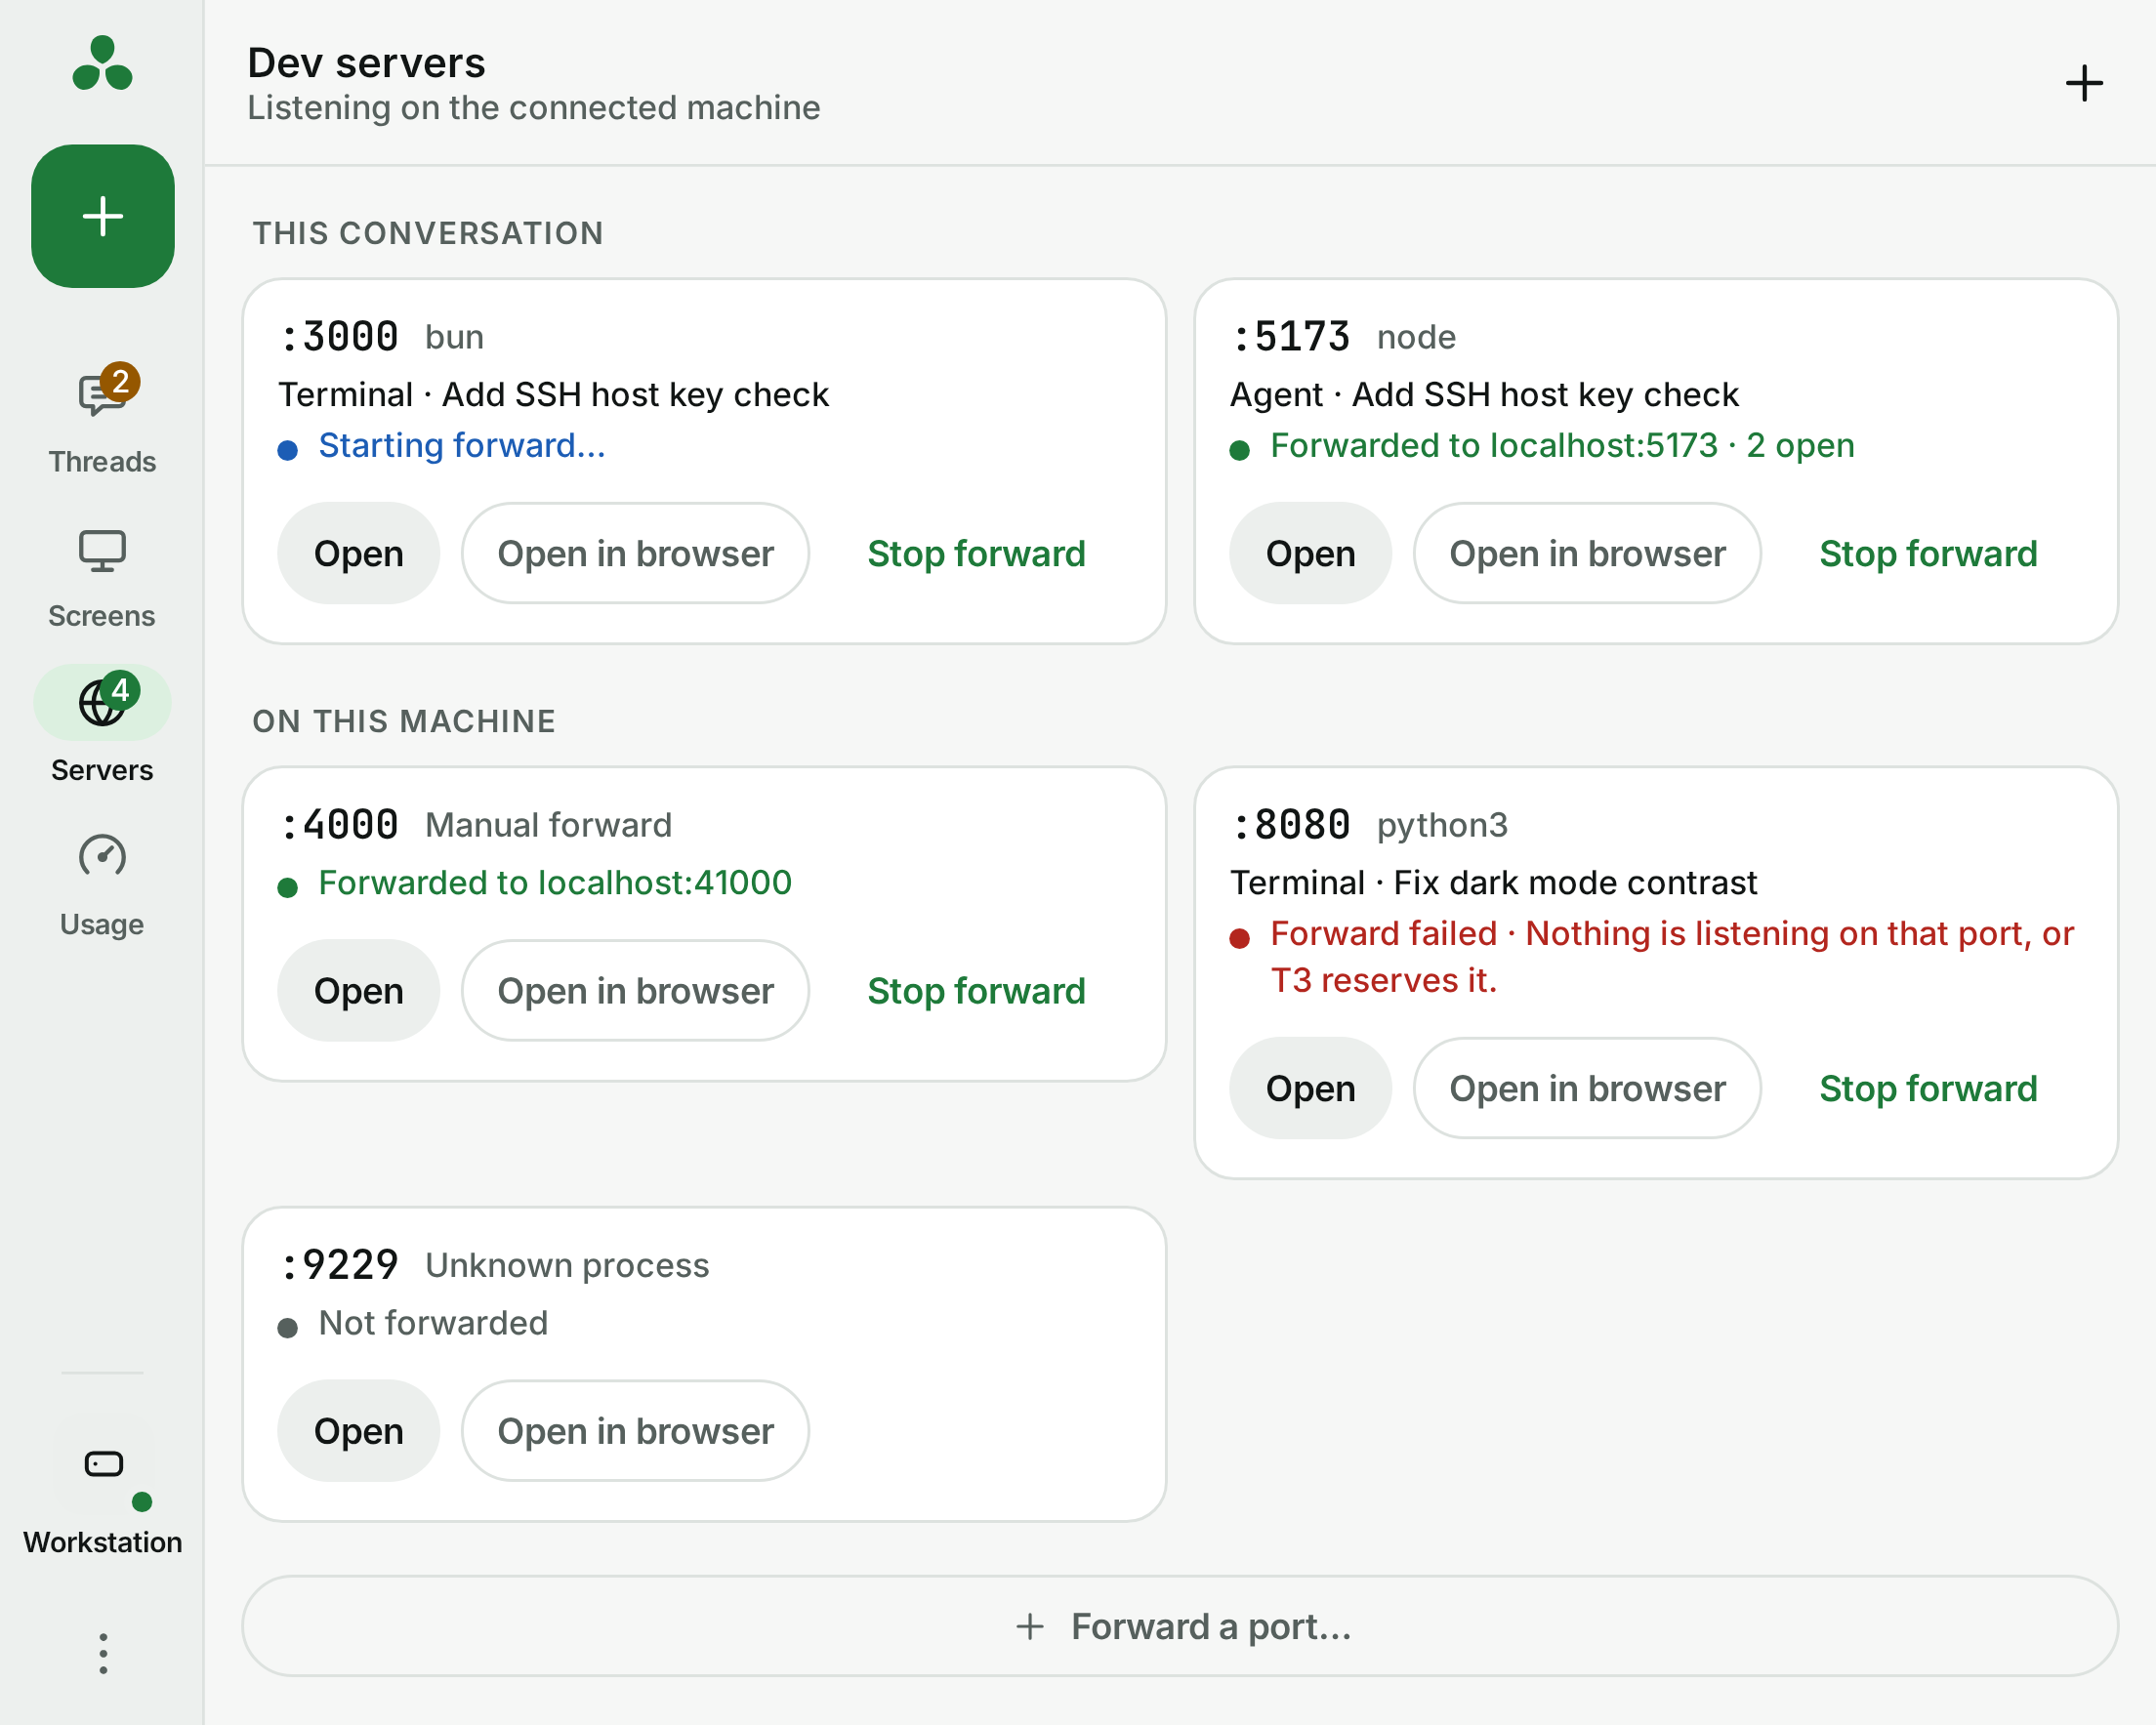 Dev servers
Listening on the connected machine
2
Threads
Screens
4
Servers
Usage
Workstation
THIS CONVERSATION
:3000 bun
Terminal · Add SSH host key check
Starting forward…
Open
Open in browser
Stop forward
:5173 node
Agent · Add SSH host key check
Forwarded to localhost:5173 · 2 open
Open
Open in browser
Stop forward
ON THIS MACHINE
:4000 Manual forward
Forwarded to localhost:41000
Open
Open in browser
Stop forward
:8080 python3
Terminal · Fix dark mode contrast
Forward failed · Nothing is listening on that port, or
T3 reserves it.
Open
Open in browser
Stop forward
:9229 Unknown process
Not forwarded
Open
Open in browser
Forward a port…